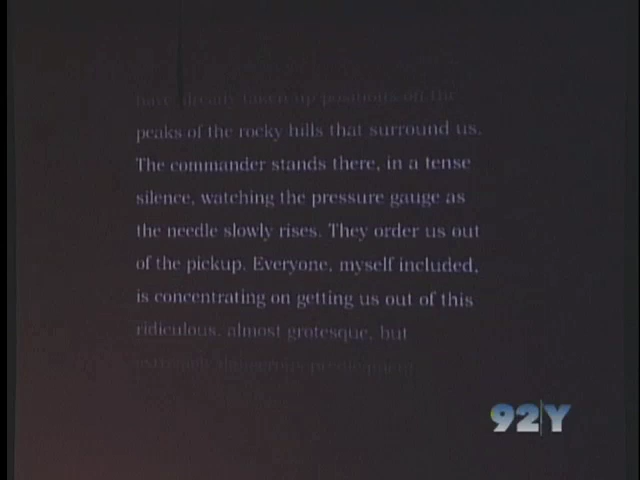 have already taken up positions on the
peaks of the rocky hills that surround us.
The commander stands there, in a tense
silence, watching the pressure gauge as
the needle slowly rises. They order us out
of the pickup. Everyone, myself included,
is concentrating on getting us out of this
ridiculous, almost grotesque, but
predicament
92Y